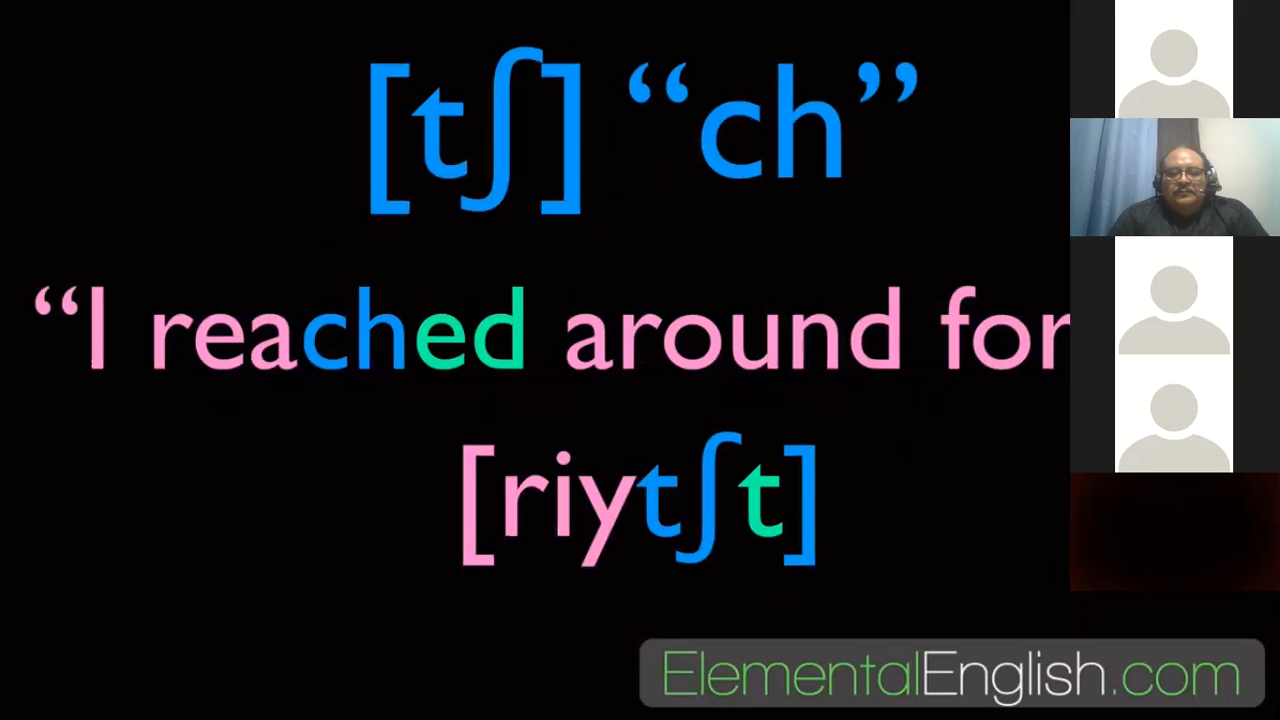 [tʃ] “ch”
“I reached around for
[riytʃt]
ElementalEnglish.com